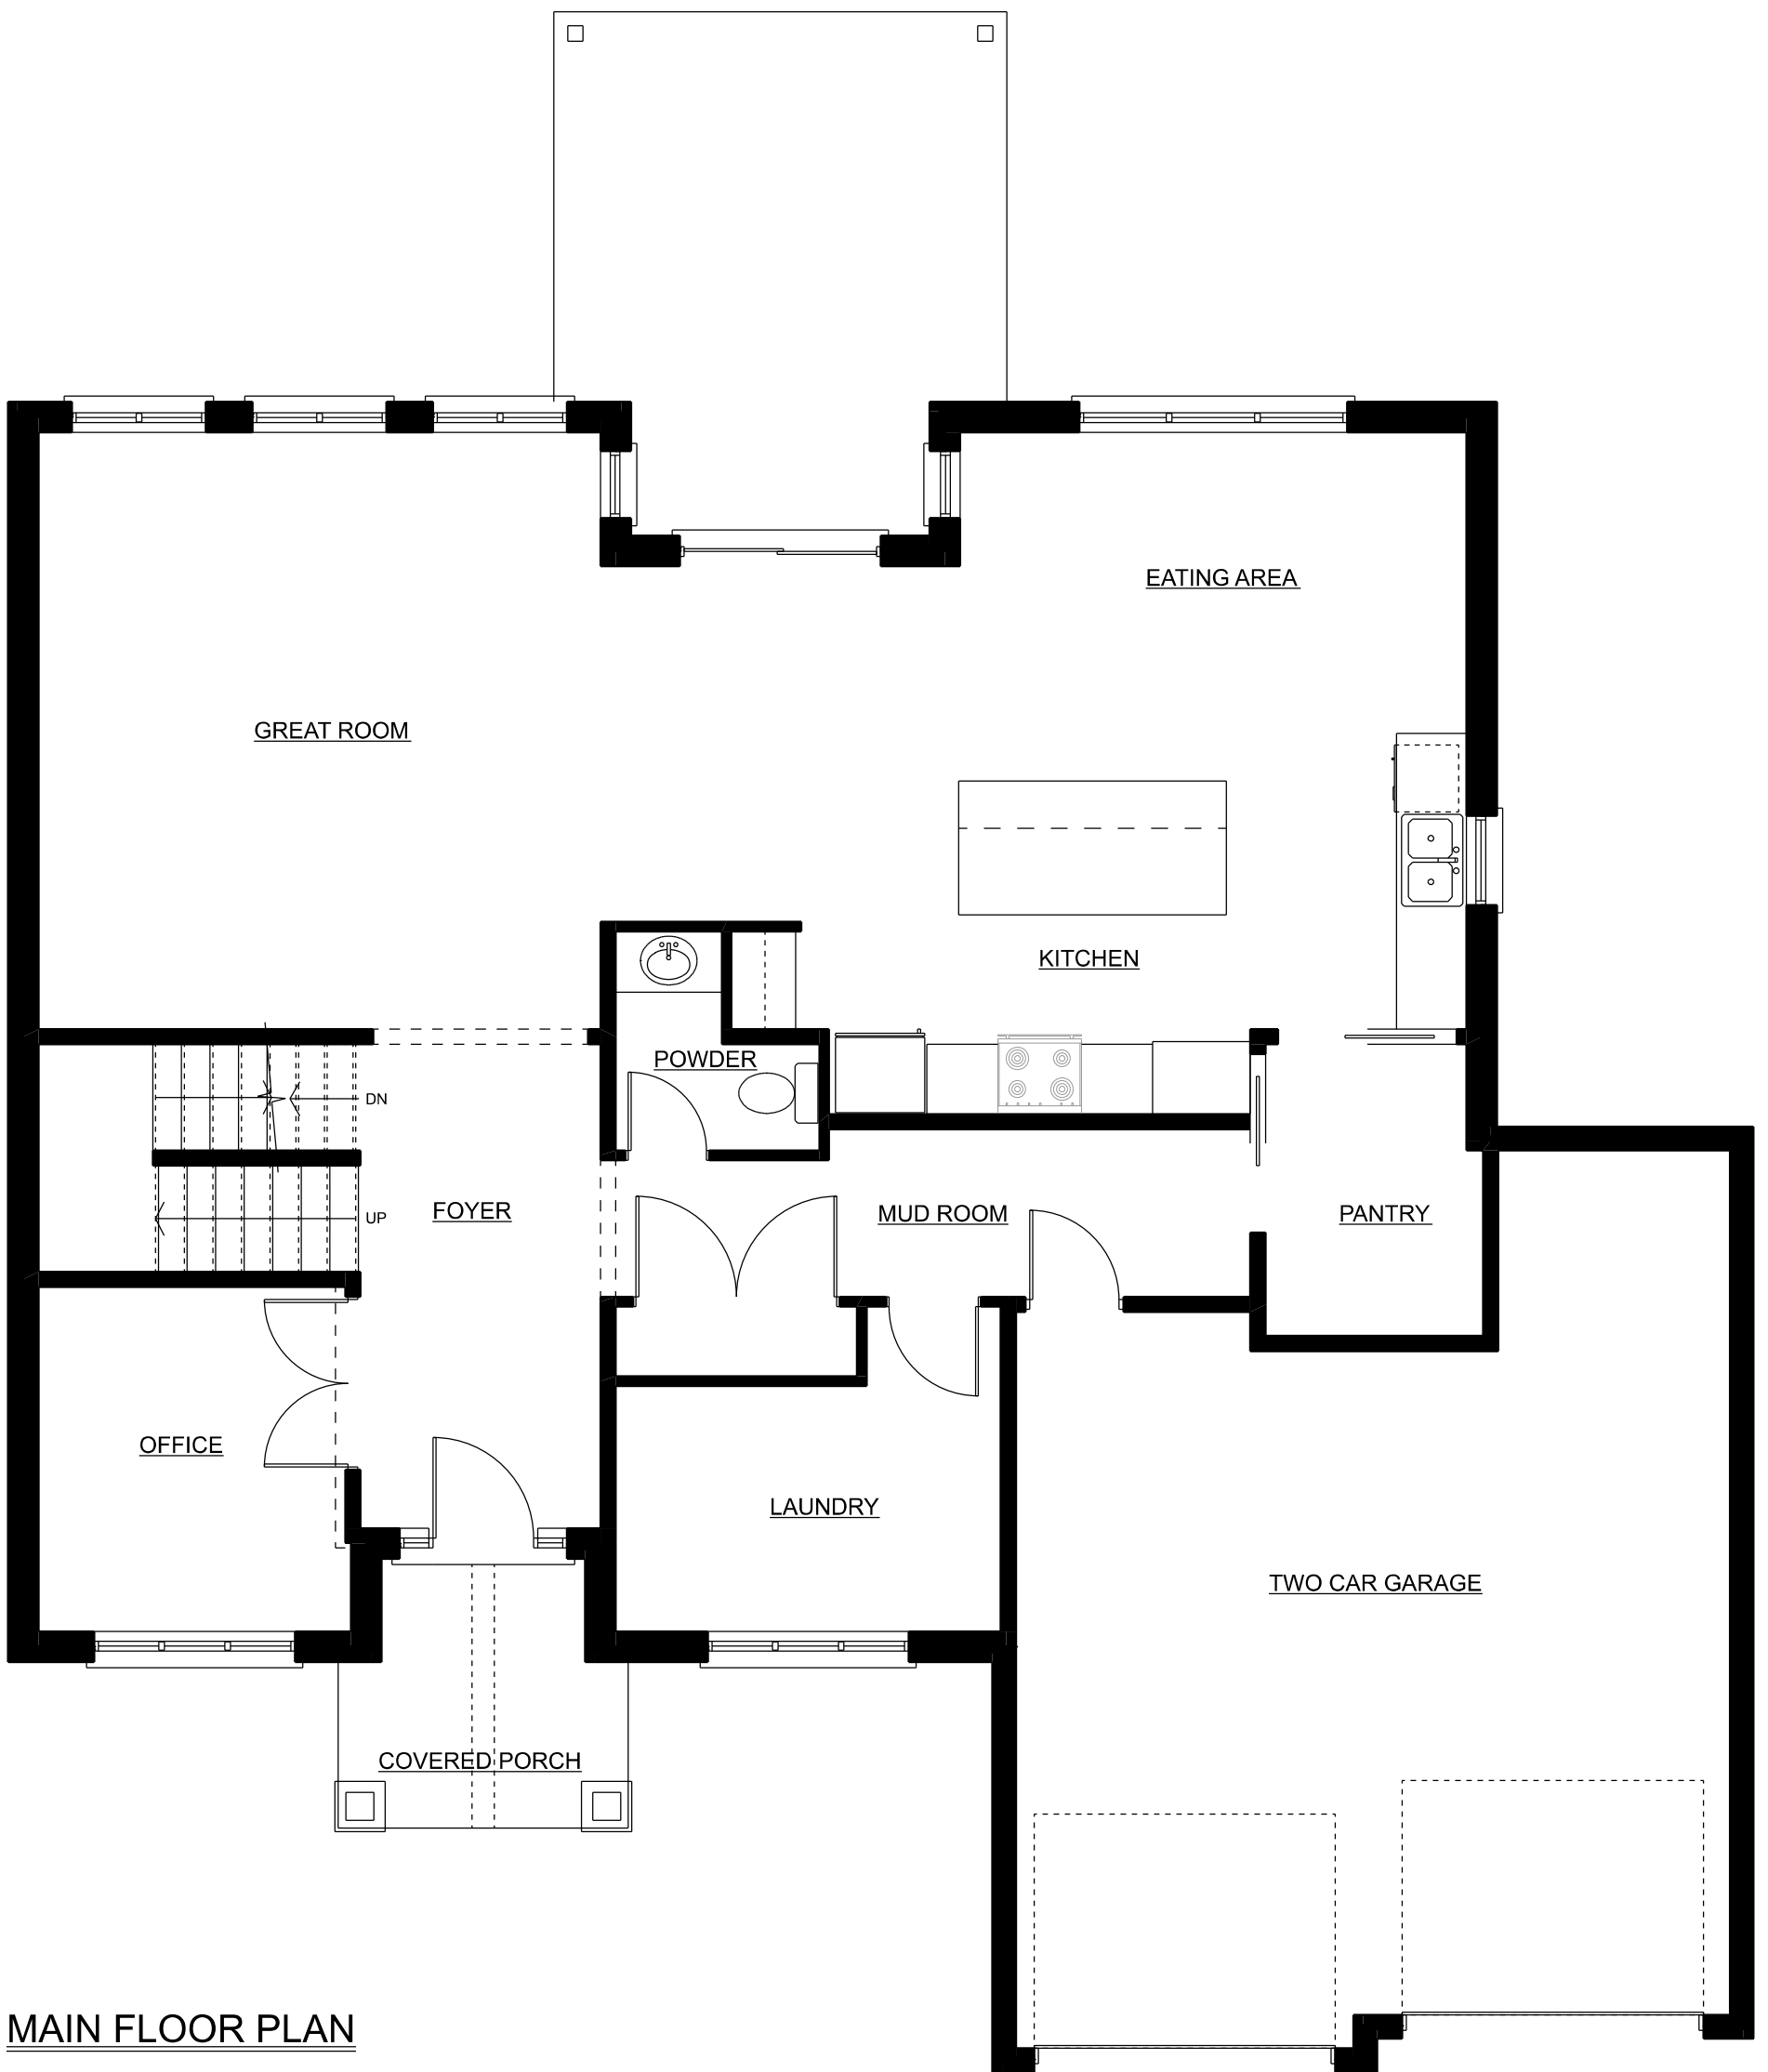 EATING AREA
GREAT ROOM
KITCHEN
POWDER
DN
FOYER
UP
MUD ROOM
PANTRY
OFFICE
LAUNDRY
TWO CAR GARAGE
COVERED PORCH
MAIN FLOOR PLAN